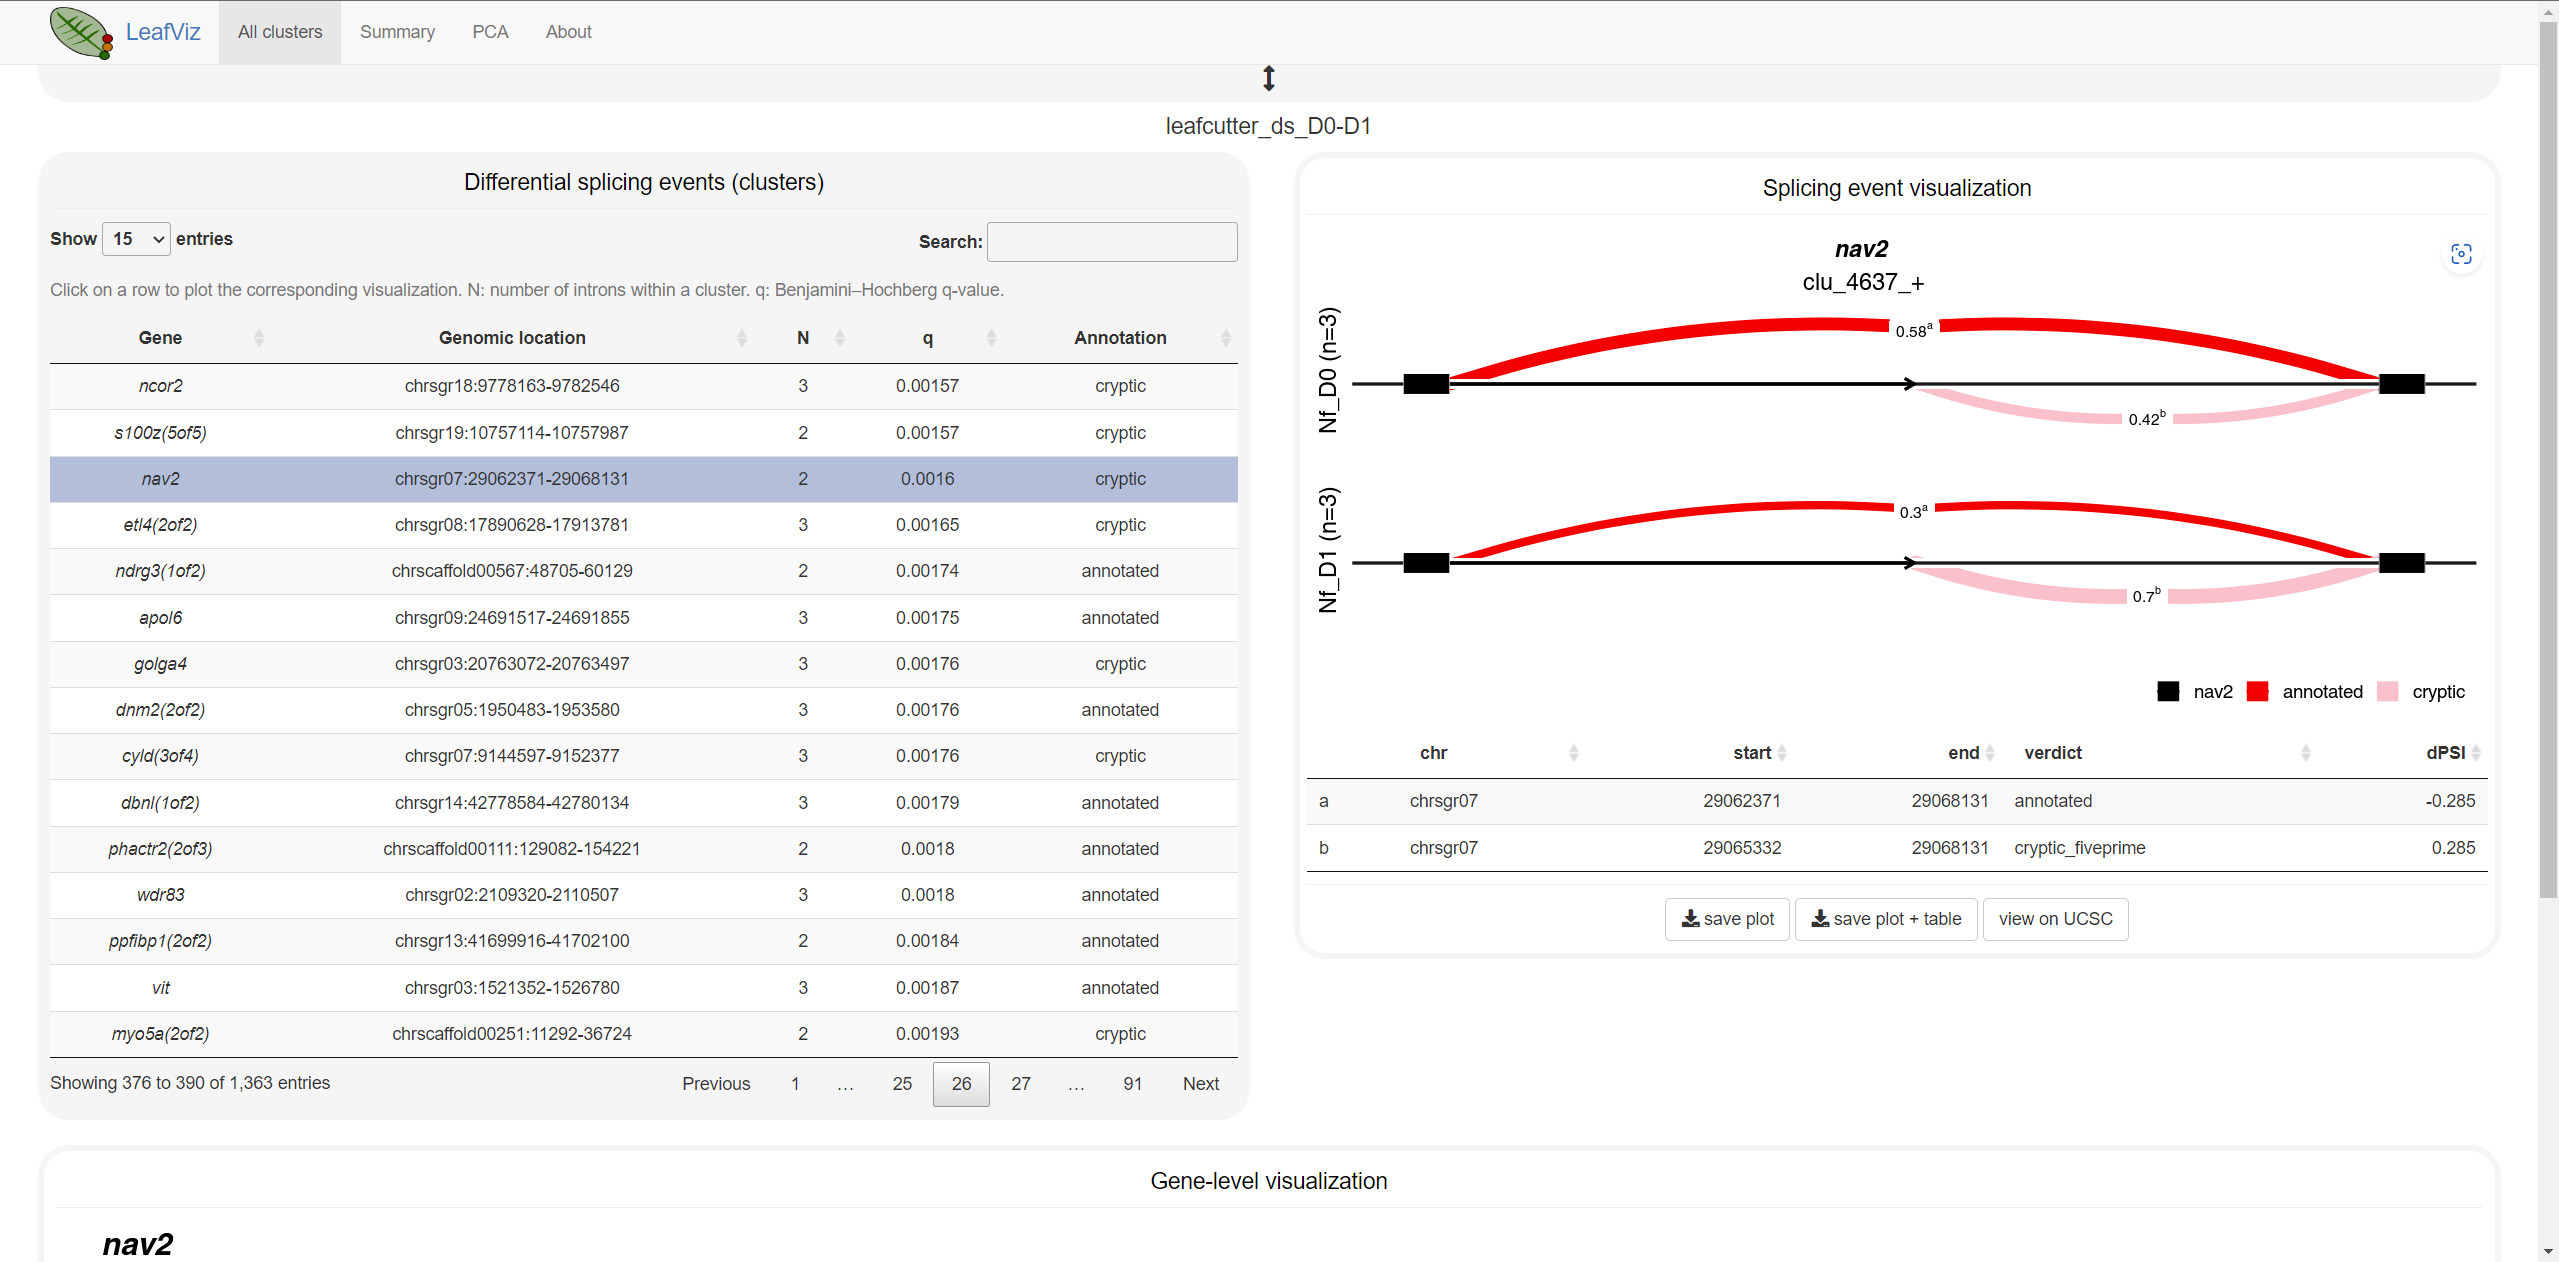 LeafViz All clusters Summary PCA About
leafcutter_ds_D0-D1
Differential splicing events (clusters)
Show 15 entries Search:
Click on a row to plot the corresponding visualization. N: number of introns within a cluster. q: Benjamini–Hochberg q-value.
Gene Genomic location N q Annotation
ncor2 chrsgr18:9778163-9782546 3 0.00157 cryptic
s100z(5of5) chrsgr19:10757114-10757987 2 0.00157 cryptic
nav2 chrsgr07:29062371-29068131 2 0.0016 cryptic
etl4(2of2) chrsgr08:17890628-17913781 3 0.00165 cryptic
ndrg3(1of2) chrscaffold00567:48705-60129 2 0.00174 annotated
apol6 chrsgr09:24691517-24691855 3 0.00175 annotated
golga4 chrsgr03:20763072-20763497 3 0.00176 cryptic
dnm2(2of2) chrsgr05:1950483-1953580 3 0.00176 annotated
cyld(3of4) chrsgr07:9144597-9152377 3 0.00176 cryptic
dbnl(1of2) chrsgr14:42778584-42780134 3 0.00179 annotated
phactr2(2of3) chrscaffold00111:129082-154221 2 0.0018 annotated
wdr83 chrsgr02:2109320-2110507 3 0.0018 annotated
ppfibp1(2of2) chrsgr13:41699916-41702100 2 0.00184 annotated
vit chrsgr03:1521352-1526780 3 0.00187 annotated
myo5a(2of2) chrscaffold00251:11292-36724 2 0.00193 cryptic
Showing 376 to 390 of 1,363 entries Previous 1 … 25 26 27 … 91 Next
Splicing event visualization
nav2
clu_4637_+
Nf_D0 (n=3)
0.58a
0.42b
Nf_D1 (n=3)
0.3a
0.7b
nav2 annotated cryptic
chr start end verdict dPSI
a chrsgr07 29062371 29068131 annotated -0.285
b chrsgr07 29065332 29068131 cryptic_fiveprime 0.285
save plot save plot + table view on UCSC
Gene-level visualization
nav2